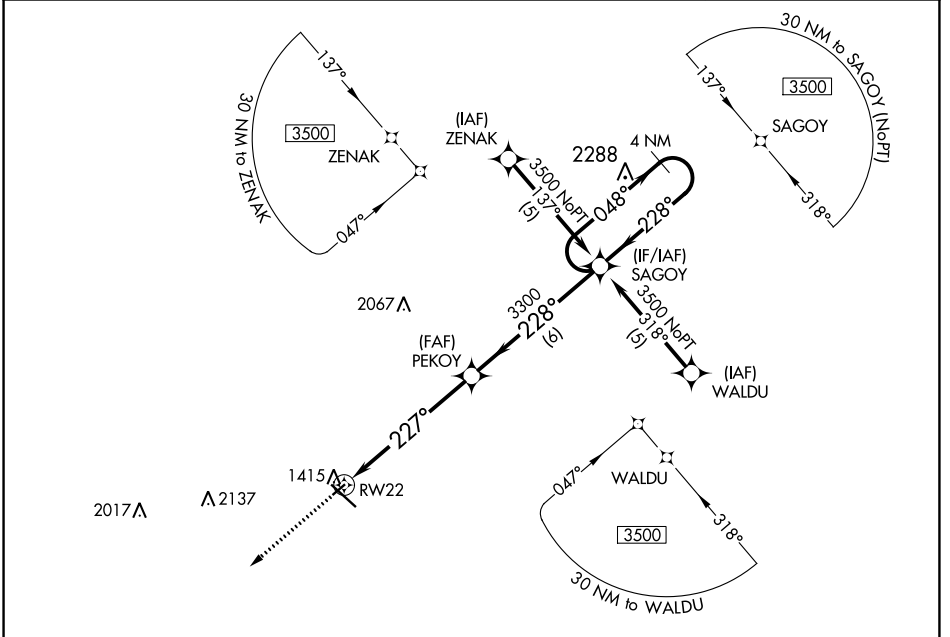 137°
30 NM to ZENAK
3500
ZENAK
047°
(IAF)
ZENAK
3500 NoPT
137°
(5)
2288
4 NM
048°
228°
30 NM to SAGOY (NoPT)
137°
3500
SAGOY
318°
(IF/IAF)
SAGOY
2067
3300
228°
(6)
3500 NoPT
318°
(5)
(FAF)
PEKOY
(IAF)
WALDU
227°
1415
RW22
2017
2137
047°
WALDU
318°
3500
30 NM to WALDU